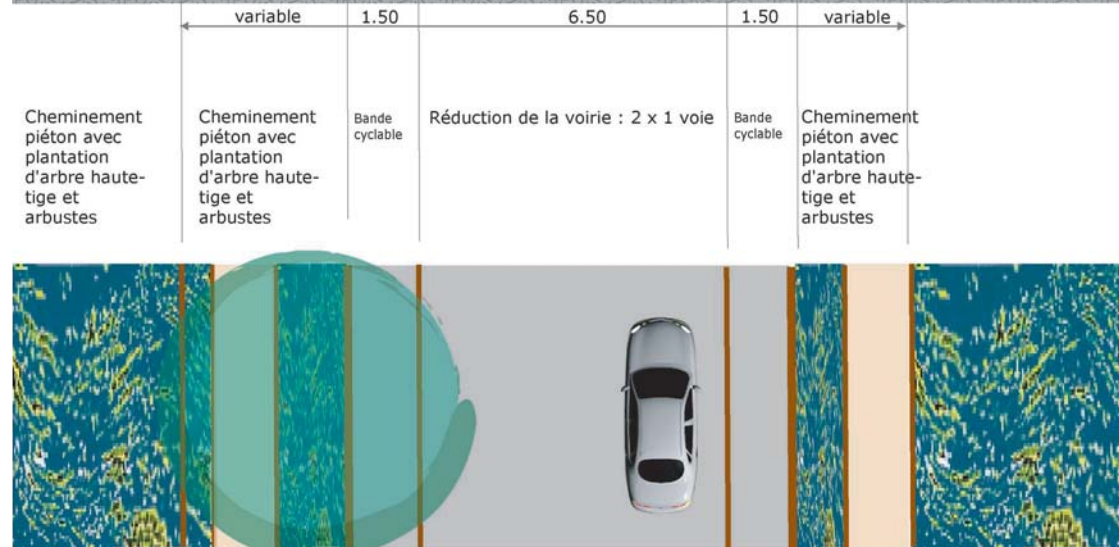 variable
1.50
6.50
1.50
variable
Cheminement
piéton avec
plantation
d'arbre haute-
tige et
arbustes
Cheminement
piéton avec
plantation
d'arbre haute-
tige et
arbustes
Bande
cyclable
Réduction de la voirie : 2 x 1 voie
Bande
cyclable
Cheminement
piéton avec
plantation
d'arbre haute-
tige et
arbustes